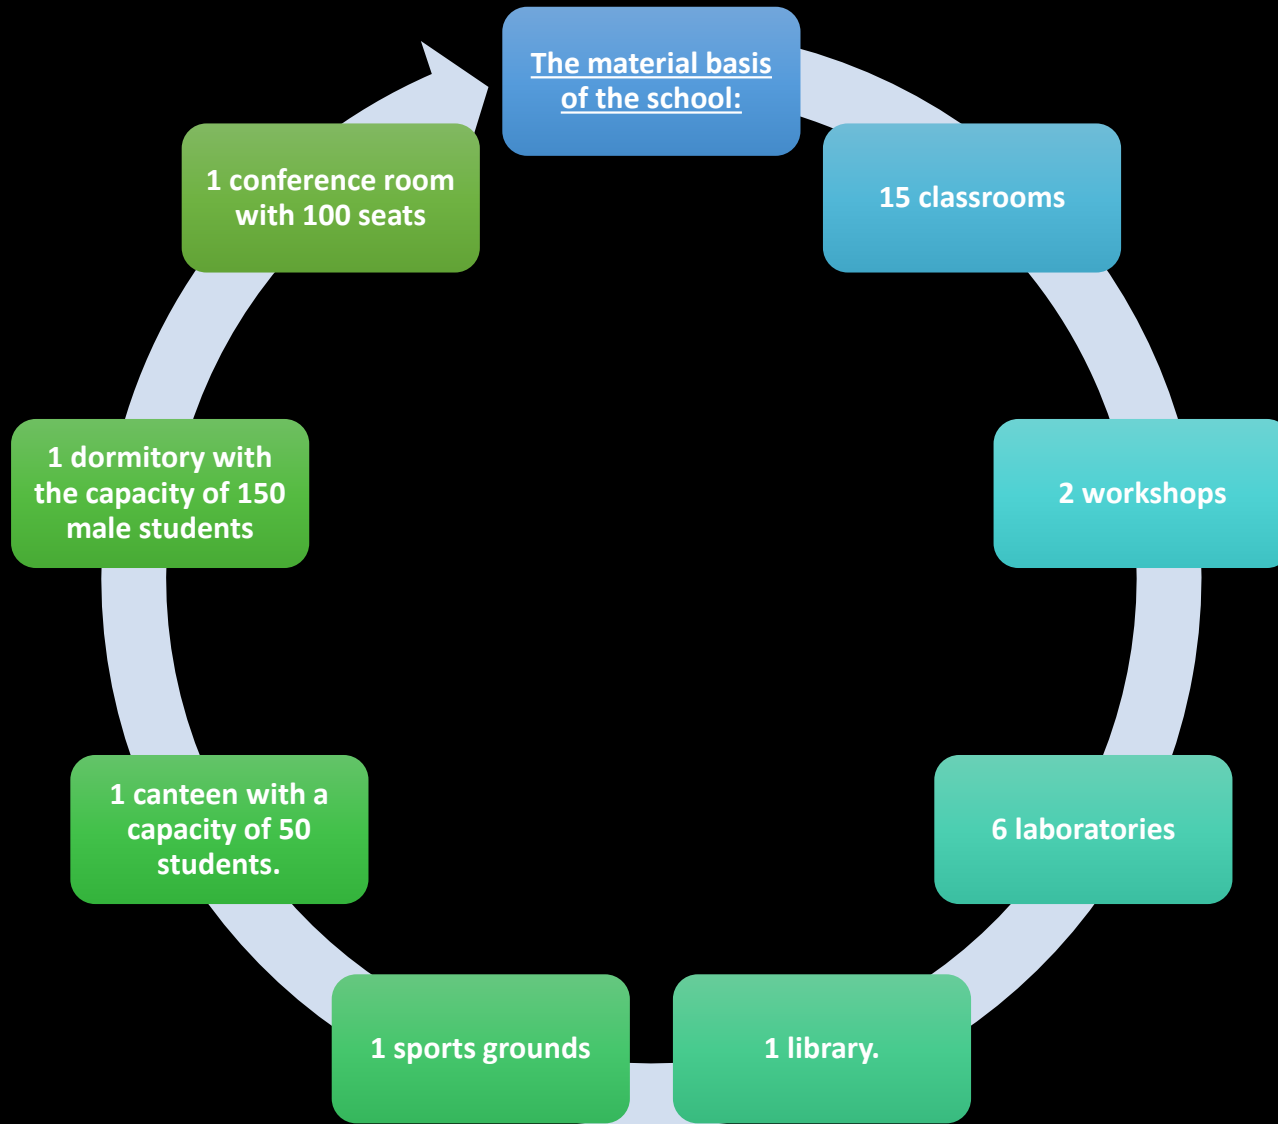 The material basis
of the school:
15 classrooms
2 workshops
6 laboratories
1 library.
1 sports grounds
1 canteen with a
capacity of 50
students.
1 dormitory with
the capacity of 150
male students
1 conference room
with 100 seats